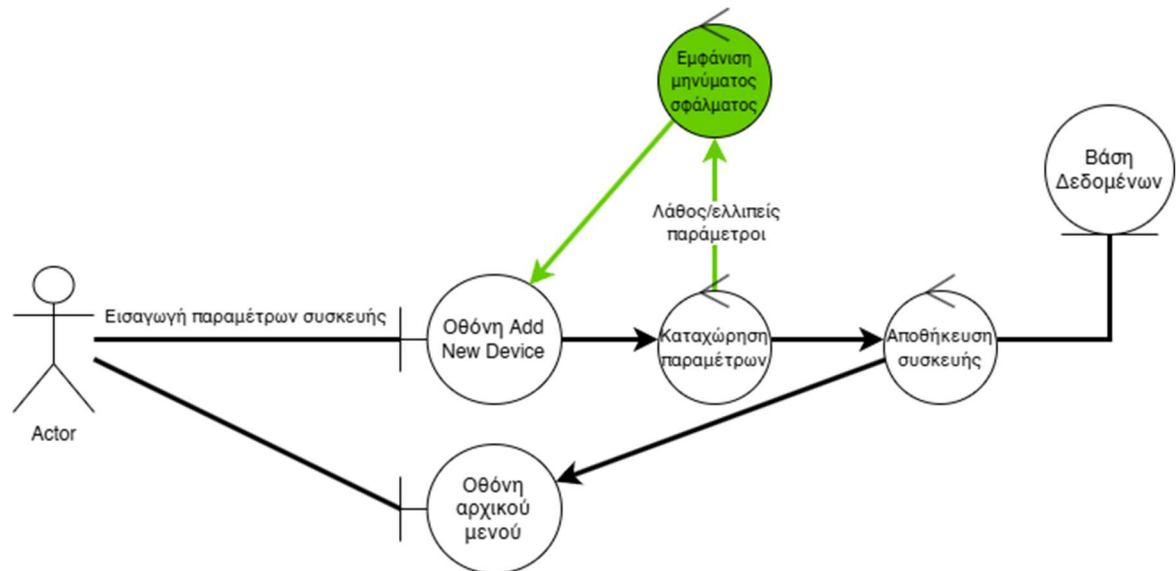 Εμφάνιση
μηνύματος
σφάλματος
Βάση
Δεδομένων
Λάθος/ελλιπείς
παράμετροι
Εισαγωγή παραμέτρων συσκευής
Οθόνη Add
New Device
Καταχώρηση
παραμέτρων
Αποθήκευση
συσκευής
Actor
Οθόνη
αρχικού
μενού